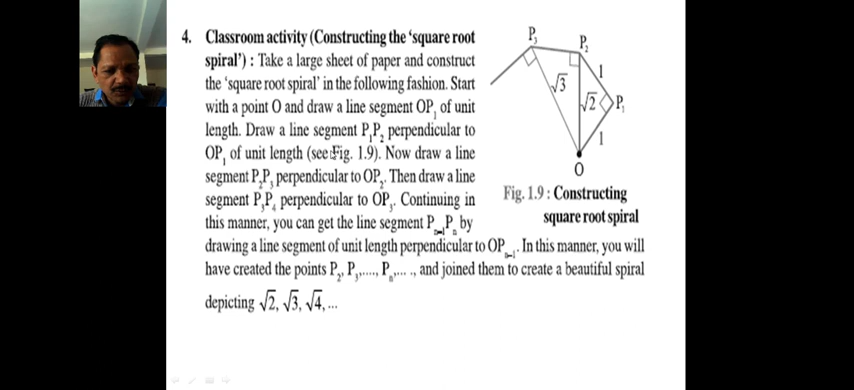 4. Classroom activity (Constructing the 'square root
spiral') : Take a large sheet of paper and construct
the 'square root spiral' in the following fashion. Start
with a point O and draw a line segment OP₁ of unit
length. Draw a line segment P₁P₂ perpendicular to
OP₁ of unit length (see Fig. 1.9). Now draw a line
segment P₂P₃ perpendicular to OP₂. Then draw a line
segment P₃P₄ perpendicular to OP₃. Continuing in
this manner, you can get the line segment Pₙ₋₁Pₙ by
drawing a line segment of unit length perpendicular to OPₙ₋₁. In this manner, you will
have created the points P₂, P₃,....., Pₙ,... ., and joined them to create a beautiful spiral
depicting √2, √3, √4, ...
P₃
P₂
1
√3
√2
P₁
1
O
Fig. 1.9 : Constructing
square root spiral